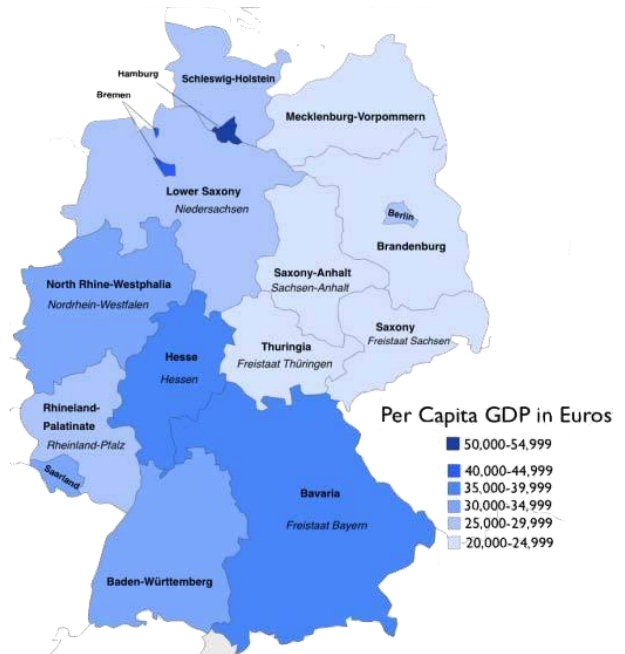 Hamburg
Schleswig-Holstein
Bremen
Mecklenburg-Vorpommern
Lower Saxony
Niedersachsen
Berlin
Brandenburg
North Rhine-Westphalia
Nordrhein-Westfalen
Saxony-Anhalt
Sachsen-Anhalt
Saxony
Freistaat Sachsen
Thuringia
Freistaat Thüringen
Hesse
Hessen
Rhineland-
Palatinate
Rheinland-Pfalz
Saarland
Bavaria
Freistaat Bayern
Baden-Württemberg
Per Capita GDP in Euros
50,000-54,999
40,000-44,999
35,000-39,999
30,000-34,999
25,000-29,999
20,000-24,999